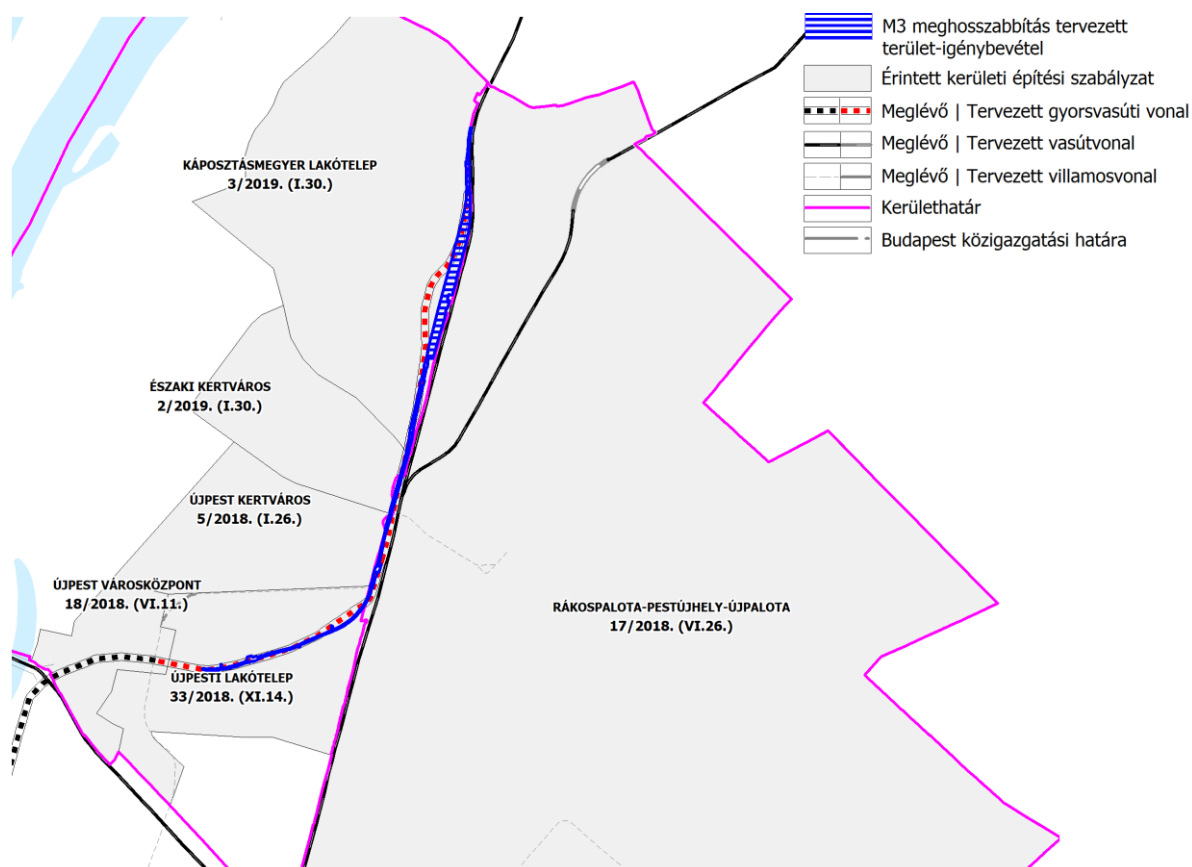 M3 meghosszabbítás tervezett
terület-igénybevétel
Érintett kerületi építési szabályzat
Meglévő | Tervezett gyorsvasúti vonal
Meglévő | Tervezett vasútvonal
Meglévő | Tervezett villamosvonal
Kerülethatár
Budapest közigazgatási határa
KÁPOSZTÁSMEGYER LAKÓTELEP
3/2019. (I.30.)
ÉSZAKI KERTVÁROS
2/2019. (I.30.)
ÚJPEST KERTVÁROS
5/2018. (I.26.)
ÚJPEST VÁROSKÖZPONT
18/2018. (VI.11.)
RÁKOSPALOTA-PESTÚJHELY-ÚJPALOTA
17/2018. (VI.26.)
ÚJPESTI LAKÓTELEP
33/2018. (XI.14.)